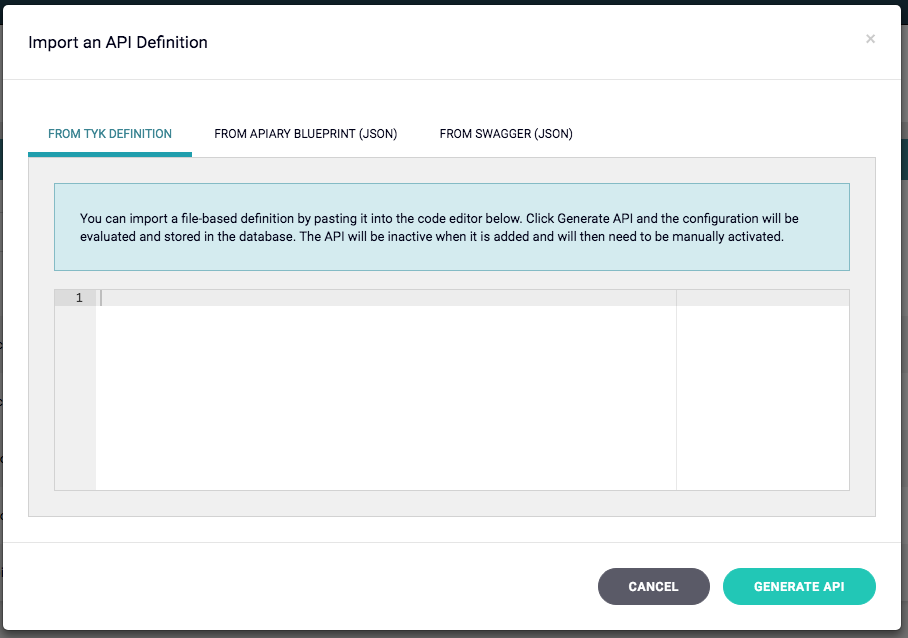 Import an API Definition
×
FROM TYK DEFINITION
FROM APIARY BLUEPRINT (JSON)
FROM SWAGGER (JSON)
You can import a file-based definition by pasting it into the code editor below. Click Generate API and the configuration will be
evaluated and stored in the database. The API will be inactive when it is added and will then need to be manually activated.
1
CANCEL
GENERATE API